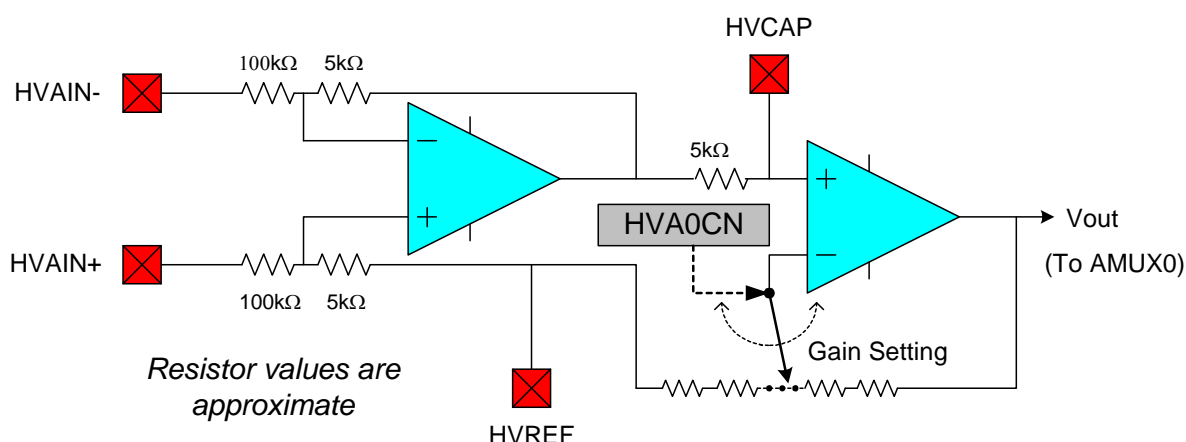 HVCAP
100kΩ 5kΩ
HVAIN-
5kΩ
−
+
+
−
HVA0CN
Vout
(To AMUX0)
HVAIN+
100kΩ 5kΩ
Gain Setting
Resistor values are
approximate
HVREF